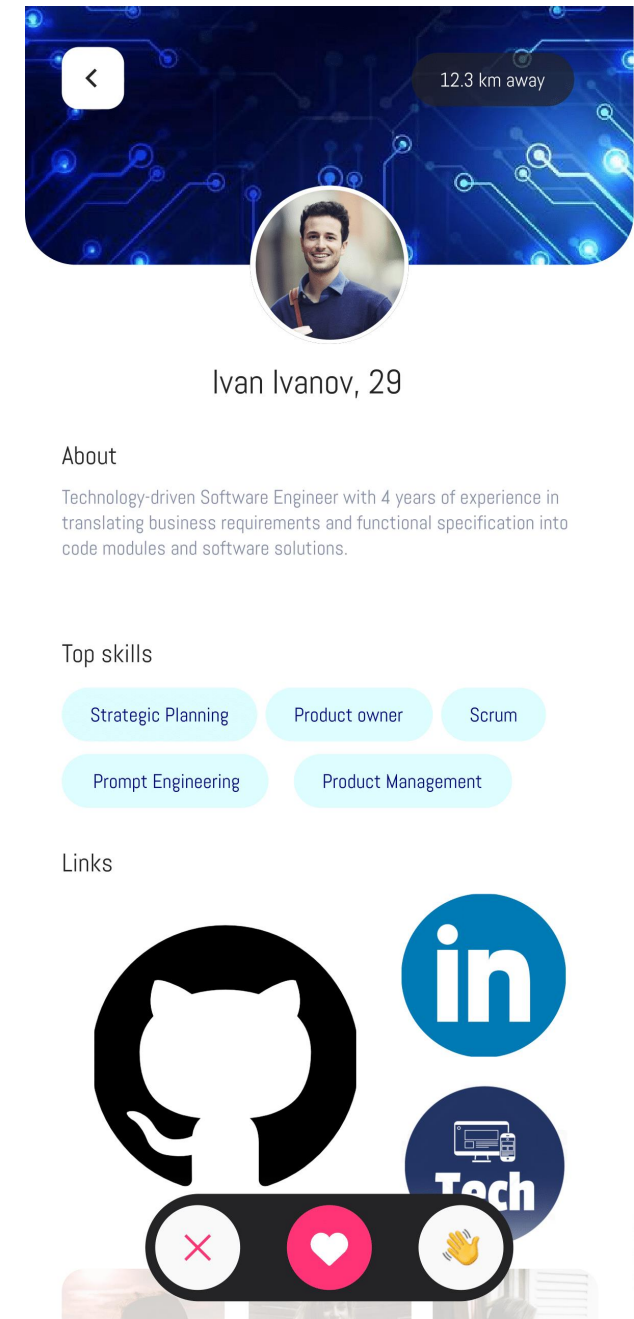 12.3 km away
Ivan Ivanov, 29
About
Technology-driven Software Engineer with 4 years of experience in
translating business requirements and functional specification into
code modules and software solutions.
Top skills
Strategic Planning Product owner Scrum
Prompt Engineering Product Management
Links
in
Tech